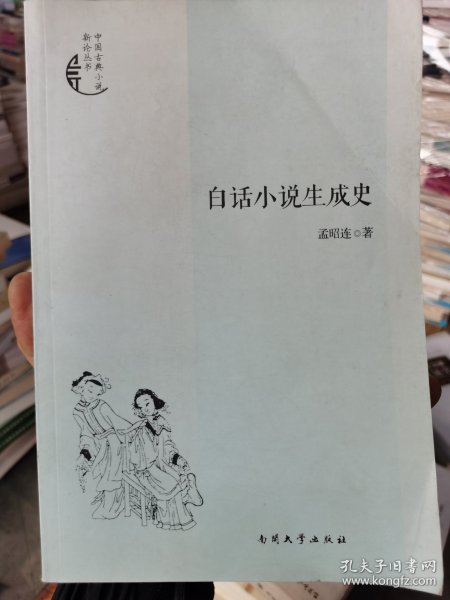 中国古典小说
新论丛书
白话小说生成史
孟昭连◎著
南开大学出版社
孔夫子旧书网
www.kongfz.com